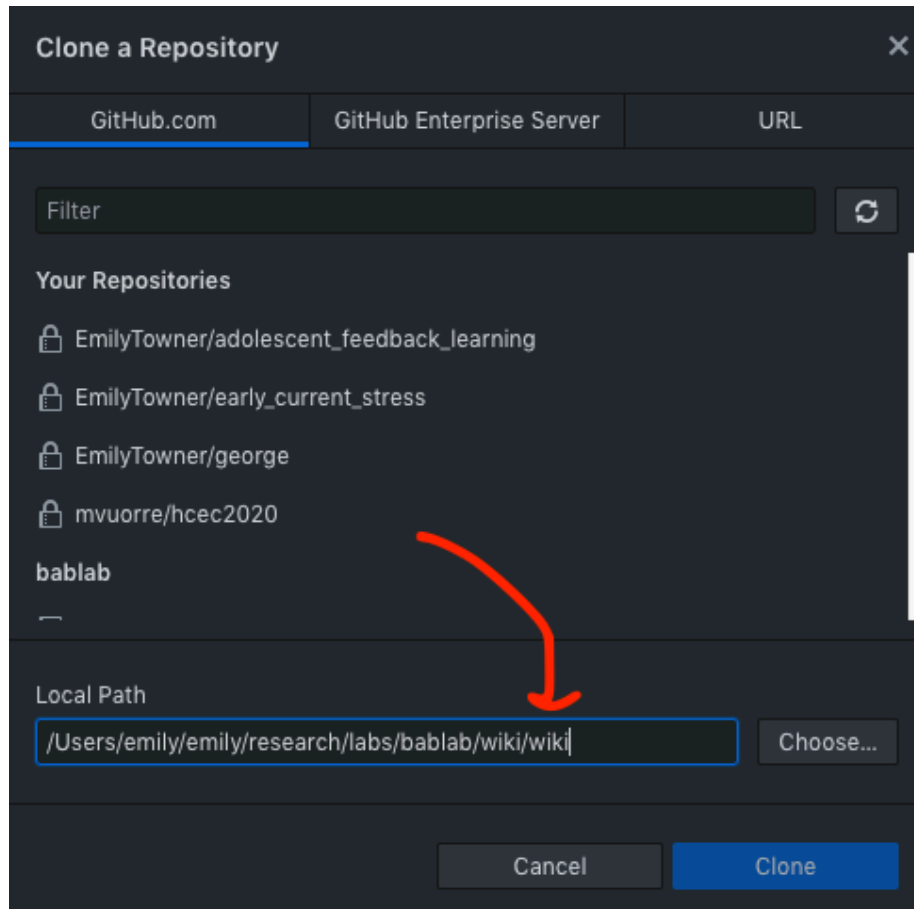 Clone a Repository
GitHub.com GitHub Enterprise Server URL
Filter
Your Repositories
EmilyTowner/adolescent_feedback_learning
EmilyTowner/early_current_stress
EmilyTowner/george
mvuorre/hcec2020
bablab
Local Path
/Users/emily/emily/research/labs/bablab/wiki/wiki Choose...
Cancel Clone